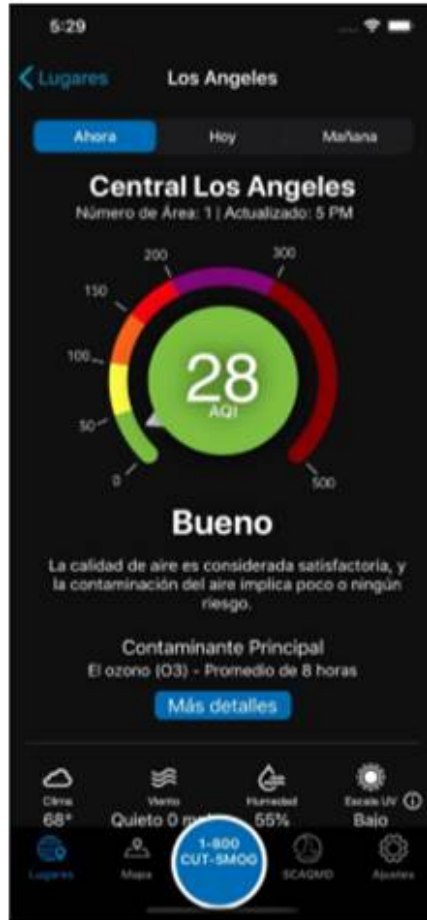 5:29
Lugares
Los Angeles
Ahora
Hoy
Mañana
Central Los Angeles
Número de Área: 1 | Actualizado: 5 PM
200
300
150
100
50
0
500
28
AQI
Bueno
La calidad de aire es considerada satisfactoria, y
la contaminación del aire implica poco o ningún
riesgo.
Contaminante Principal
El ozono (O3) - Promedio de 8 horas
Más detalles
Clima
Viento
Humedad
Escala UV
68°
Quieto 0
55%
Bajo
1-800
CUT-SMOG
Lugares
Mapa
SCAQMD
Ajustes